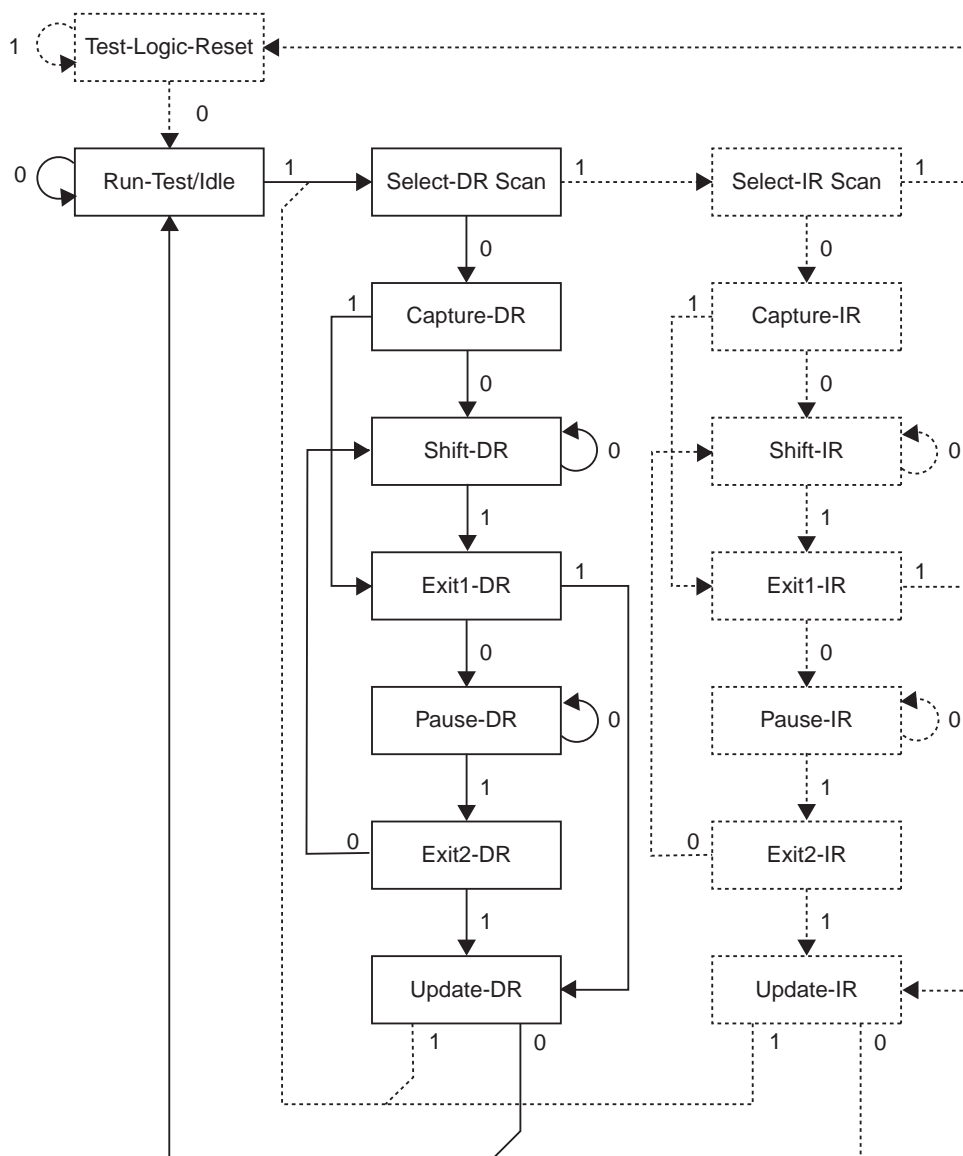 1
Test-Logic-Reset
0
0
Run-Test/Idle
1
Select-DR Scan
1
Select-IR Scan
1
0
0
1
Capture-DR
1
Capture-IR
0
0
Shift-DR
0
Shift-IR
0
1
1
Exit1-DR
1
Exit1-IR
1
0
0
Pause-DR
0
Pause-IR
0
1
1
0
Exit2-DR
0
Exit2-IR
1
1
Update-DR
Update-IR
1
0
1
0